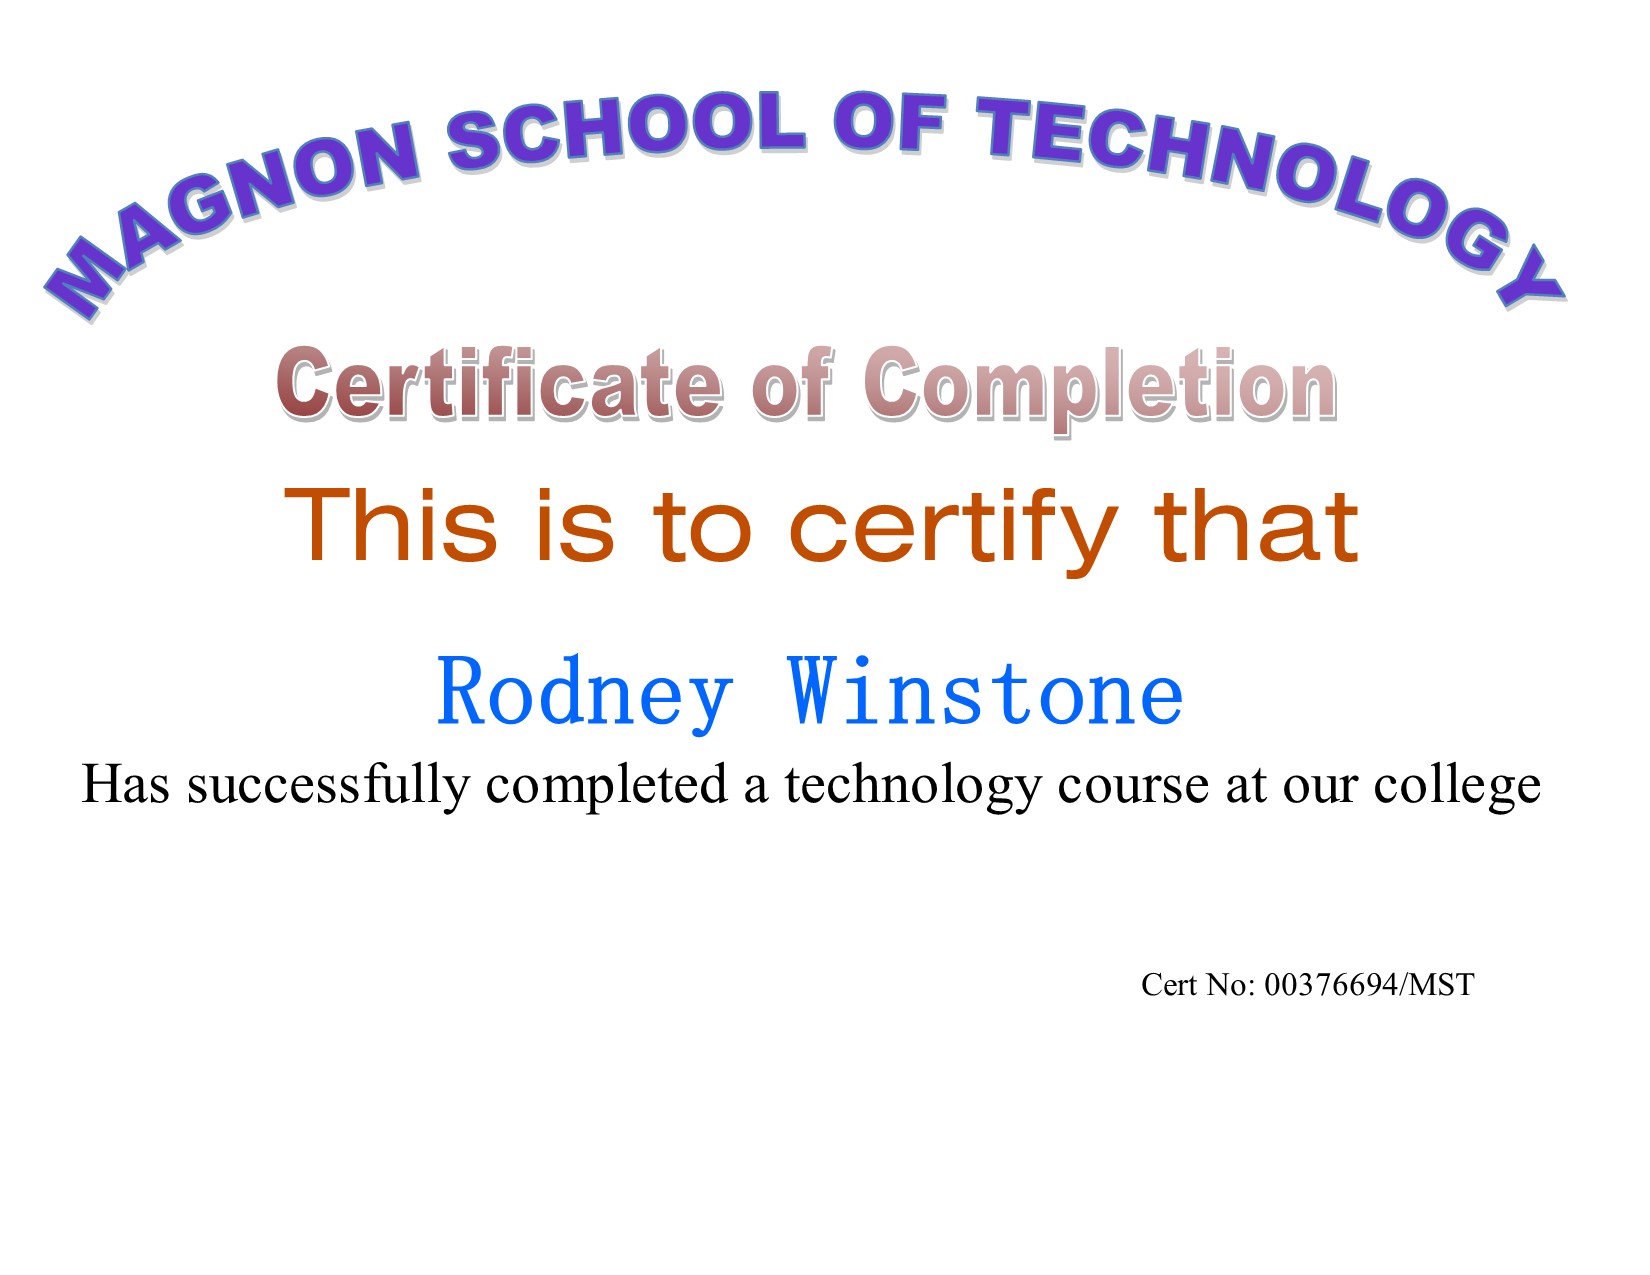 MAGNON SCHOOL OF TECHNOLOGY
Certificate of Completion
This is to certify that
Rodney Winstone
Has successfully completed a technology course at our college
Cert No: 00376694/MST